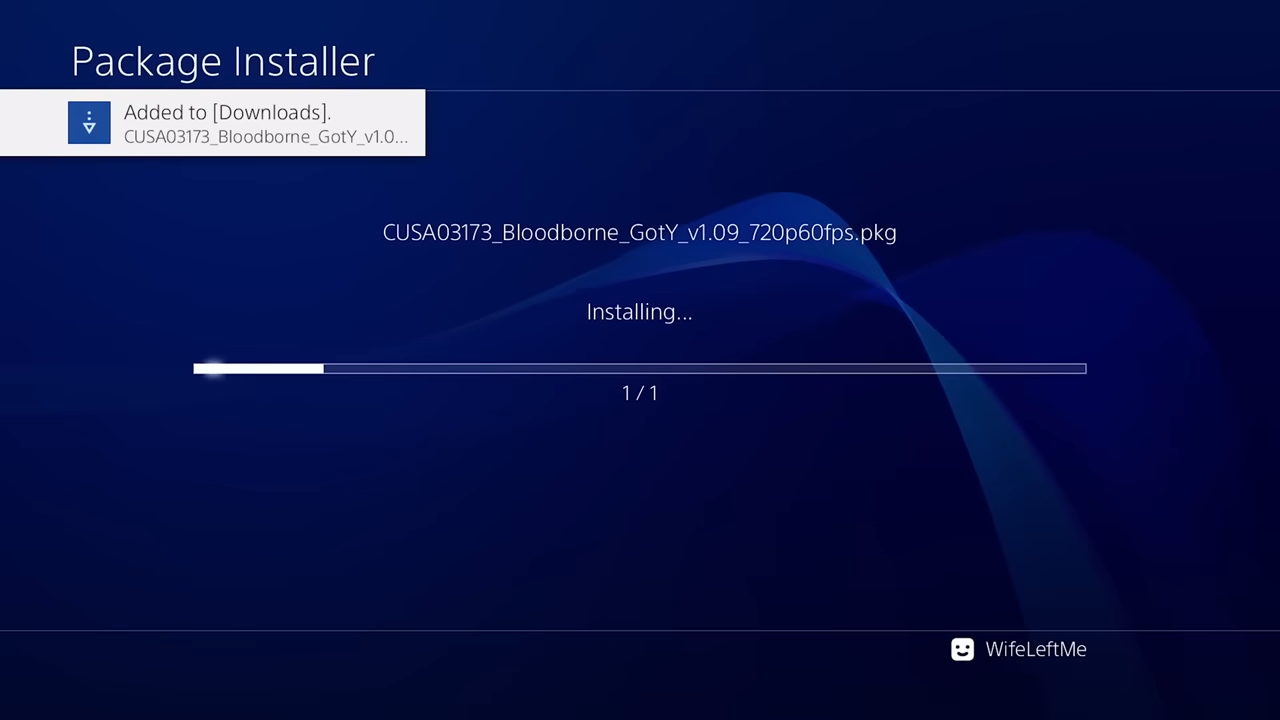 Package Installer
Added to [Downloads].
CUSA03173_Bloodborne_GotY_v1.0...
CUSA03173_Bloodborne_GotY_v1.09_720p60fps.pkg
Installing...
1 / 1
WifeLeftMe